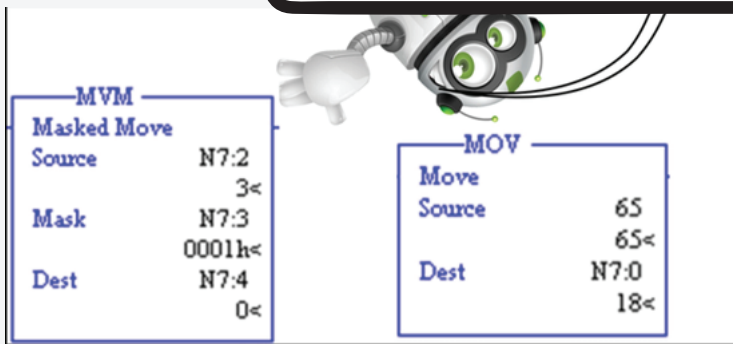 MVM
Masked Move
Source N7:2
3<
Mask N7:3
0001h<
Dest N7:4
0<
MOV
Move
Source 65
65<
Dest N7:0
18<